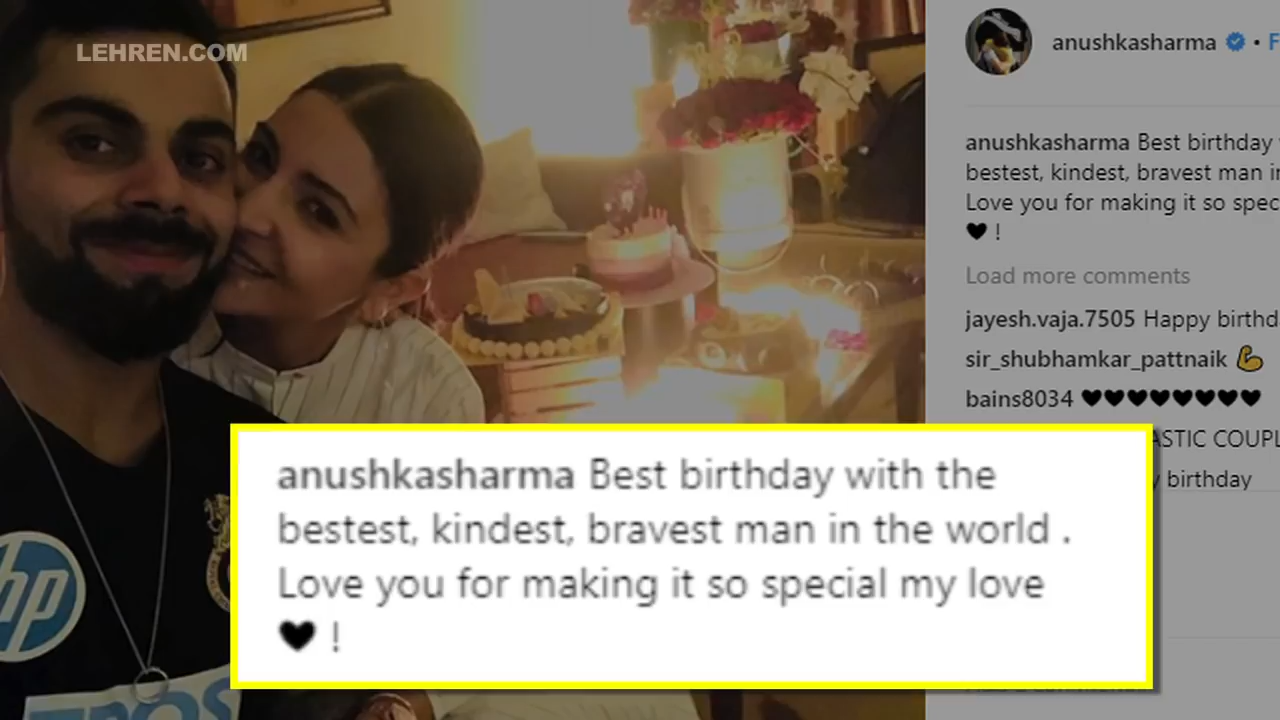 LEHREN.COM
anushkasharma • F
anushkasharma Best birthday
bestest, kindest, bravest man in
Love you for making it so spec
♥ !
Load more comments
jayesh.vaja.7505 Happy birthd
sir_shubhamkar_pattnaik 💪
bains8034 ♥♥♥♥♥♥♥♥
ASTIC COUPL
y birthday
anushkasharma Best birthday with the
bestest, kindest, bravest man in the world .
Love you for making it so special my love
♥ !
hp